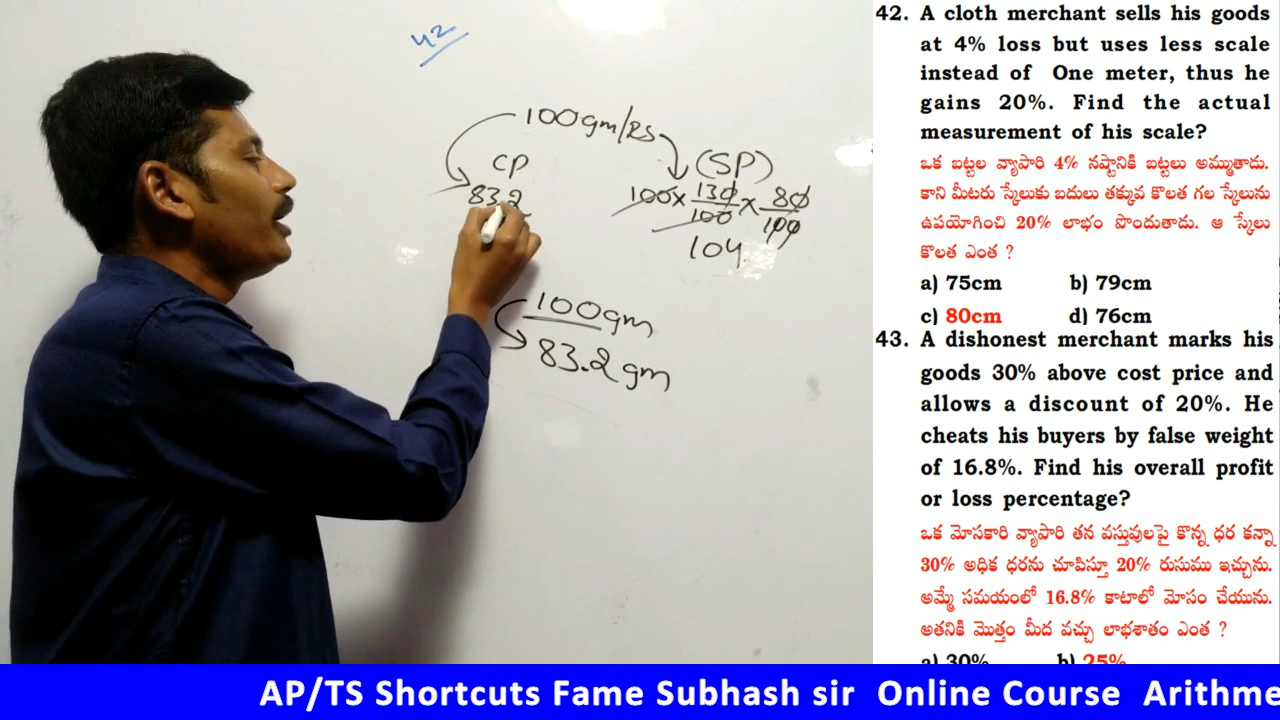 42
100gm/RS
CP
(SP)
83.2
100 x 130/100 x 80/100
104
100gm
83.2 gm
42. A cloth merchant sells his goods
at 4% loss but uses less scale
instead of One meter, thus he
gains 20%. Find the actual
measurement of his scale?
ఒక బట్టల వ్యాపారి 4% నష్టానికి బట్టలు అమ్ముతాడు.
కాని మీటరు స్కేలుకు బదులు తక్కువ కొలత గల స్కేలును
ఉపయోగించి 20% లాభం పొందుతాడు. ఆ స్కేలు
కొలత ఎంత ?
a) 75cm b) 79cm
c) 80cm d) 76cm
43. A dishonest merchant marks his
goods 30% above cost price and
allows a discount of 20%. He
cheats his buyers by false weight
of 16.8%. Find his overall profit
or loss percentage?
ఒక మోసకారి వ్యాపారి తన వస్తువులపై కొన్న ధర కన్నా
30% అధిక ధరను చూపిస్తూ 20% రుసుము ఇచ్చును.
అమ్మే సమయంలో 16.8% కాటాలో మోసం చేయును.
అతనికి మొత్తం మీద వచ్చు లాభశాతం ఎంత ?
a) 30% b) 25%
AP/TS Shortcuts Fame Subhash sir Online Course Arithme